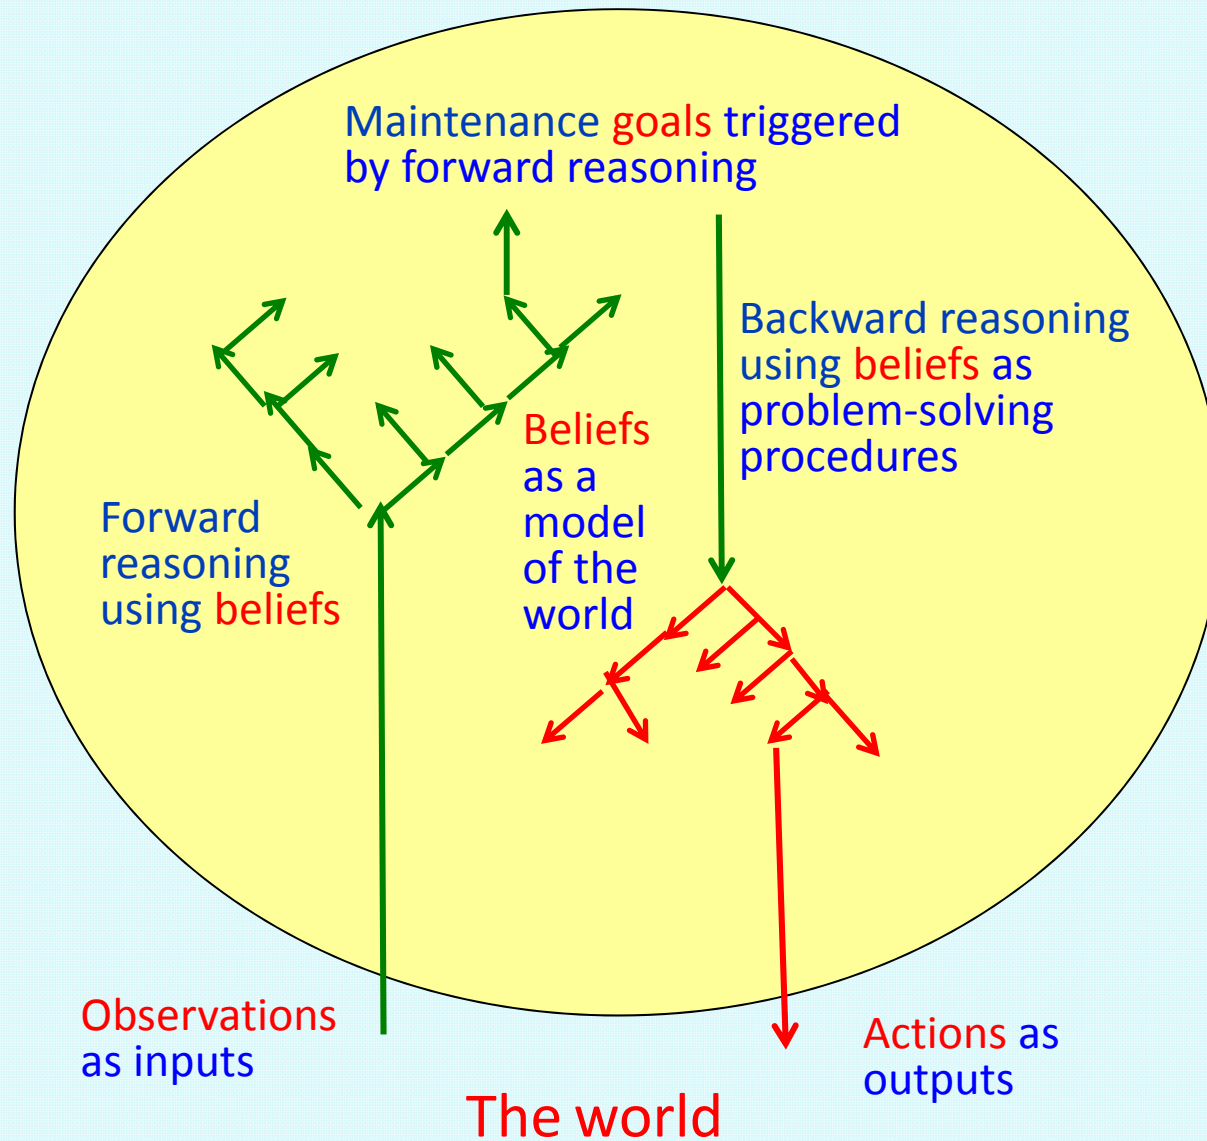 Maintenance goals triggered
by forward reasoning
Backward reasoning
using beliefs as
problem-solving
procedures
Beliefs
as a
model
of the
world
Forward
reasoning
using beliefs
Observations
as inputs
Actions as
outputs
The world